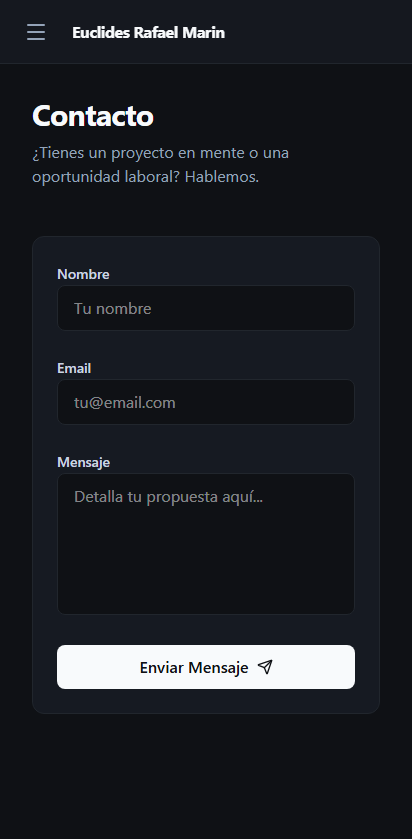 Euclides Rafael Marin
Contacto
¿Tienes un proyecto en mente o una
oportunidad laboral? Hablemos.
Nombre
Tu nombre
Email
tu@email.com
Mensaje
Detalla tu propuesta aquí...
Enviar Mensaje